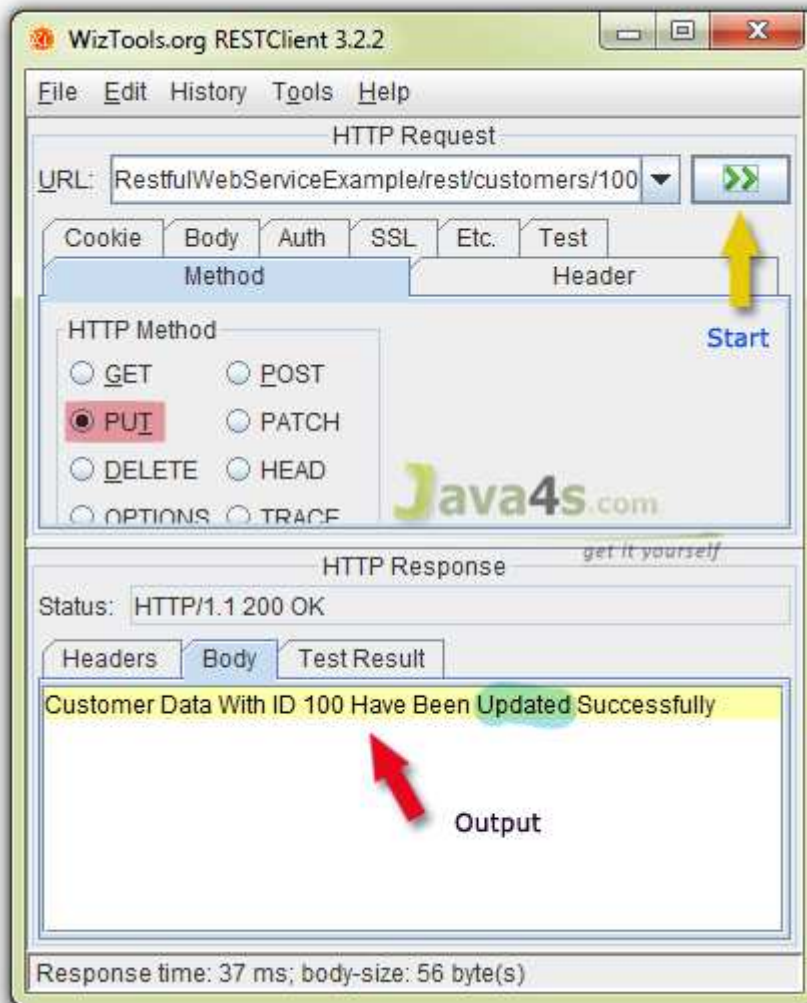 WizTools.org RESTClient 3.2.2
File Edit History Tools Help
HTTP Request
URL: RestfulWebServiceExample/rest/customers/100
Cookie Body Auth SSL Etc. Test
Method Header
HTTP Method
Start
GET POST
PUT PATCH
DELETE HEAD
OPTIONS TRACE
Java4s.com
get it yourself
HTTP Response
Status: HTTP/1.1 200 OK
Headers Body Test Result
Customer Data With ID 100 Have Been Updated Successfully
Output
Response time: 37 ms; body-size: 56 byte(s)